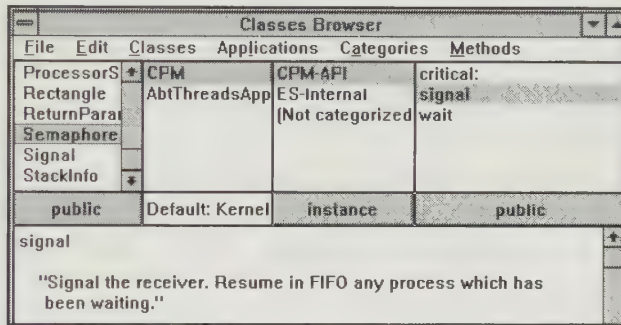 Classes Browser
File Edit Classes Applications Categories Methods
ProcessorS
Rectangle
ReturnParar
Semaphore
Signal
StackInfo
CPM
AbtThreadsApp
CPM-API
ES-Internal
(Not categorized
critical:
signal
wait
public
Default: Kernel
instance
public
signal
"Signal the receiver. Resume in FIFO any process which has
been waiting."